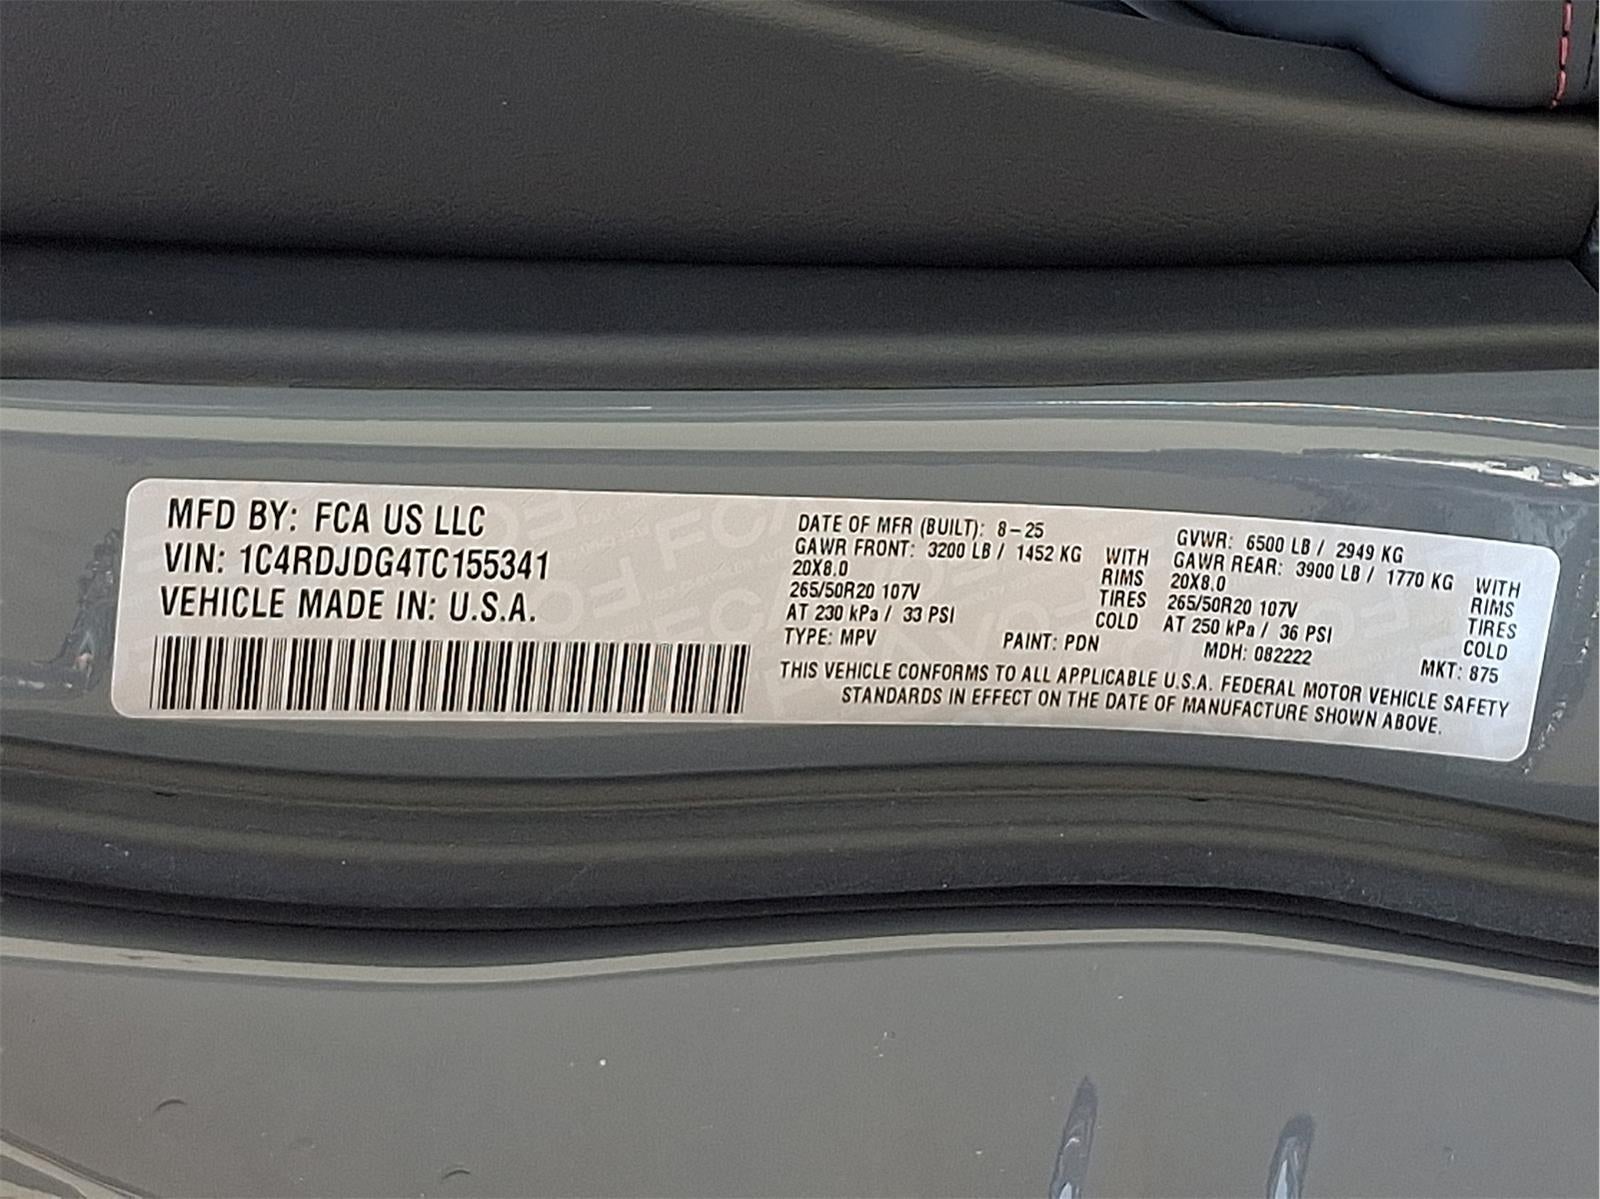 MFD BY: FCA US LLC
VIN: 1C4RDJDG4TC155341
VEHICLE MADE IN: U.S.A.
DATE OF MFR (BUILT): 8-25
GAWR FRONT: 3200 LB / 1452 KG WITH
20X8.0 RIMS
265/50R20 107V TIRES
AT 230 kPa / 33 PSI COLD
TYPE: MPV PAINT: PDN
GVWR: 6500 LB / 2949 KG
GAWR REAR: 3900 LB / 1770 KG WITH
20X8.0 RIMS
265/50R20 107V TIRES
AT 250 kPa / 36 PSI COLD
MDH: 082222 MKT: 875
THIS VEHICLE CONFORMS TO ALL APPLICABLE U.S.A. FEDERAL MOTOR VEHICLE SAFETY
STANDARDS IN EFFECT ON THE DATE OF MANUFACTURE SHOWN ABOVE.